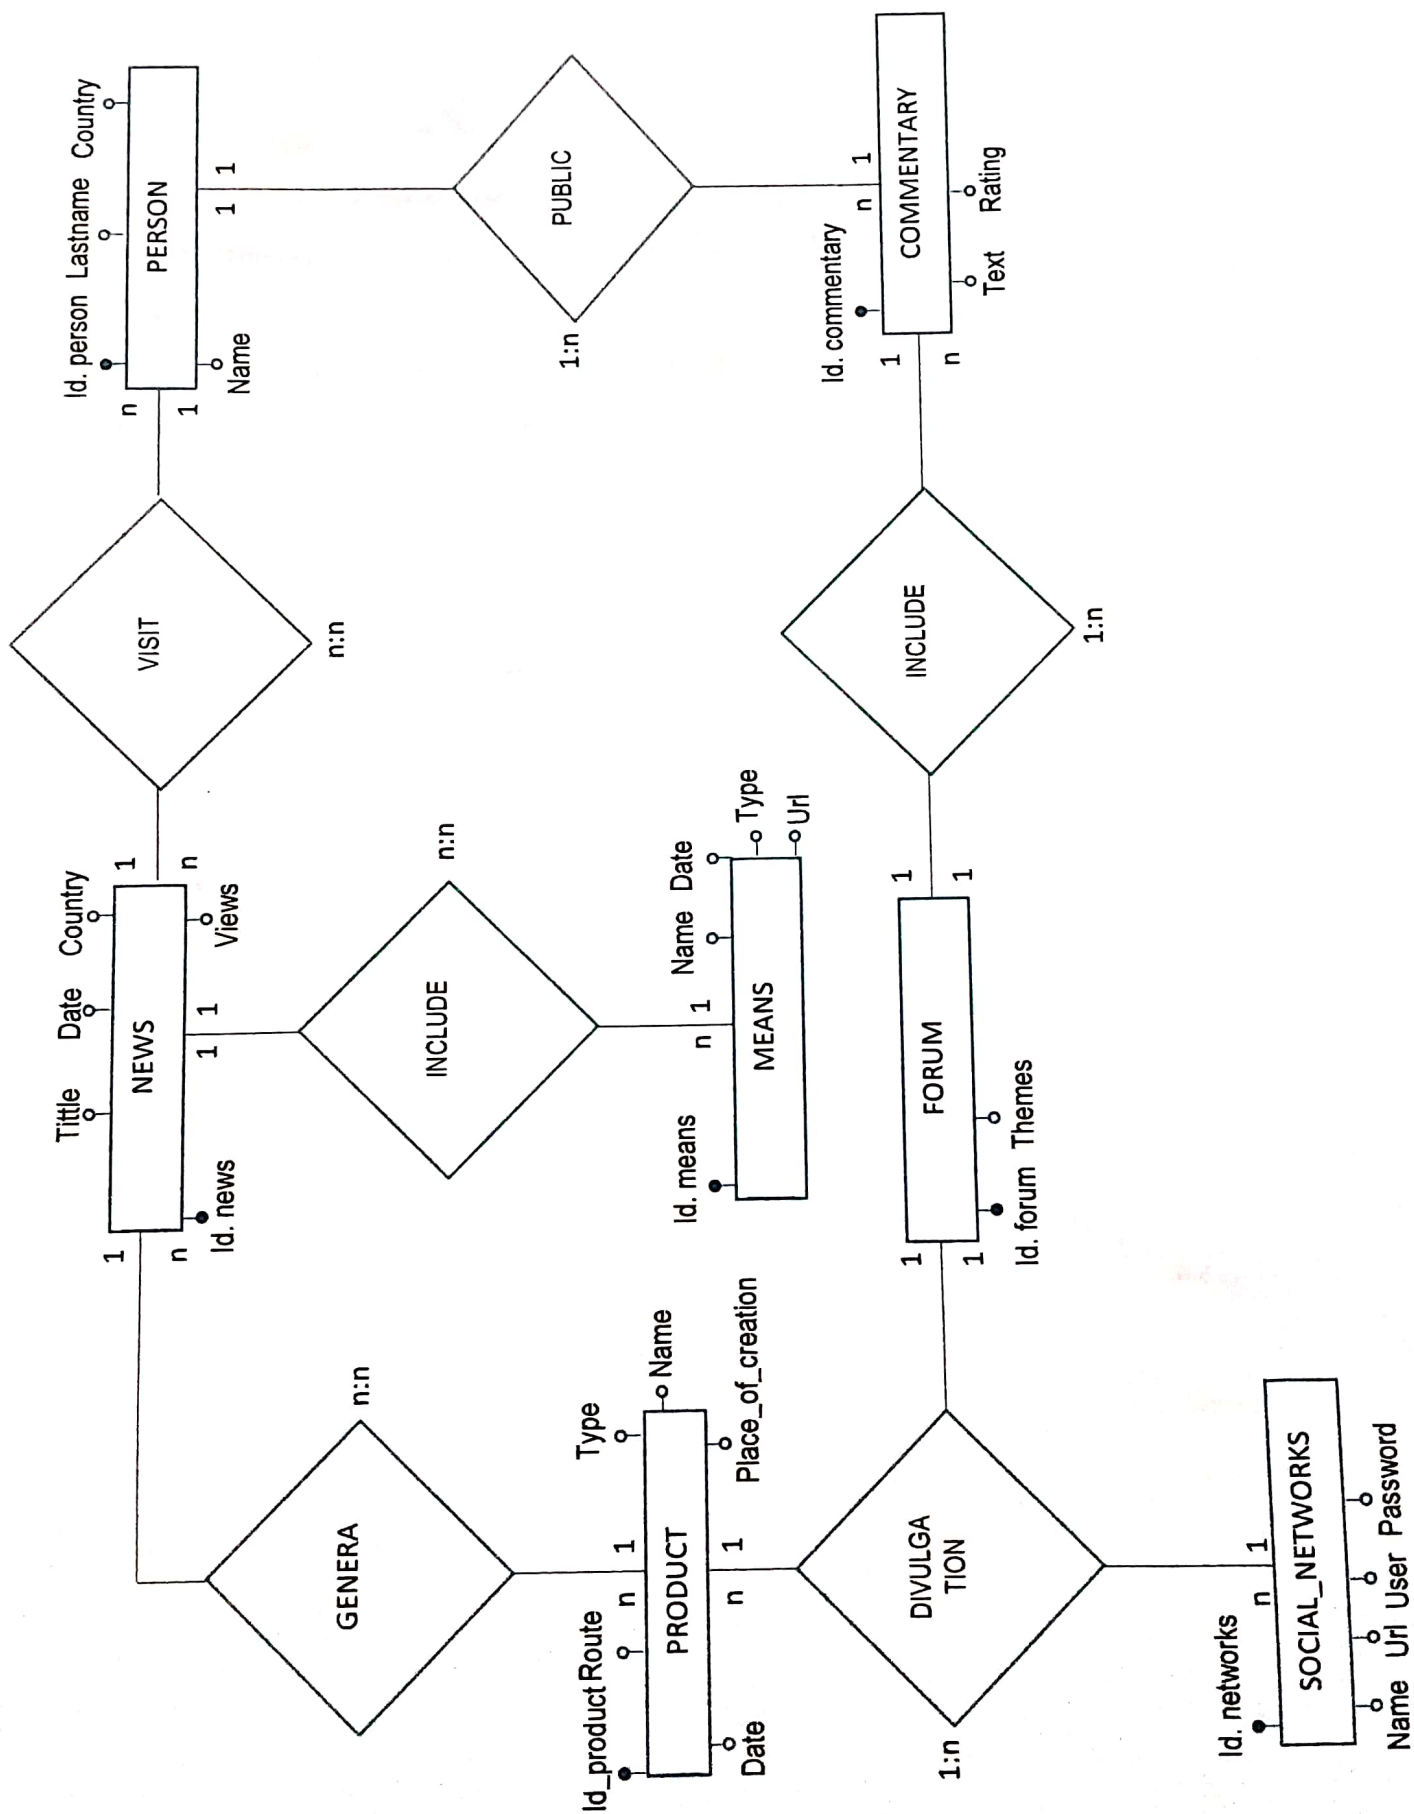 Id. person Lastname Country
PERSON
Name
n
1
1
1
VISIT
n:n
PUBLIC
1:n
1
n
Tittle Date Country
NEWS
Id. news
Views
1
n
1
1
INCLUDE
n:n
n
1
Id. means
Name Date
Type
Url
MEANS
n
1
Id. commentary
COMMENTARY
Text Rating
1
n
INCLUDE
1:n
1
1
FORUM
Id. forum Themes
1
1
GENERA
n:n
1
n
Id_product Route
Type
Name
PRODUCT
Date
Place_of_creation
n
1
n
1
DIVULGA
TION
1:n
n
1
Id. networks
SOCIAL_NETWORKS
Name Url User Password